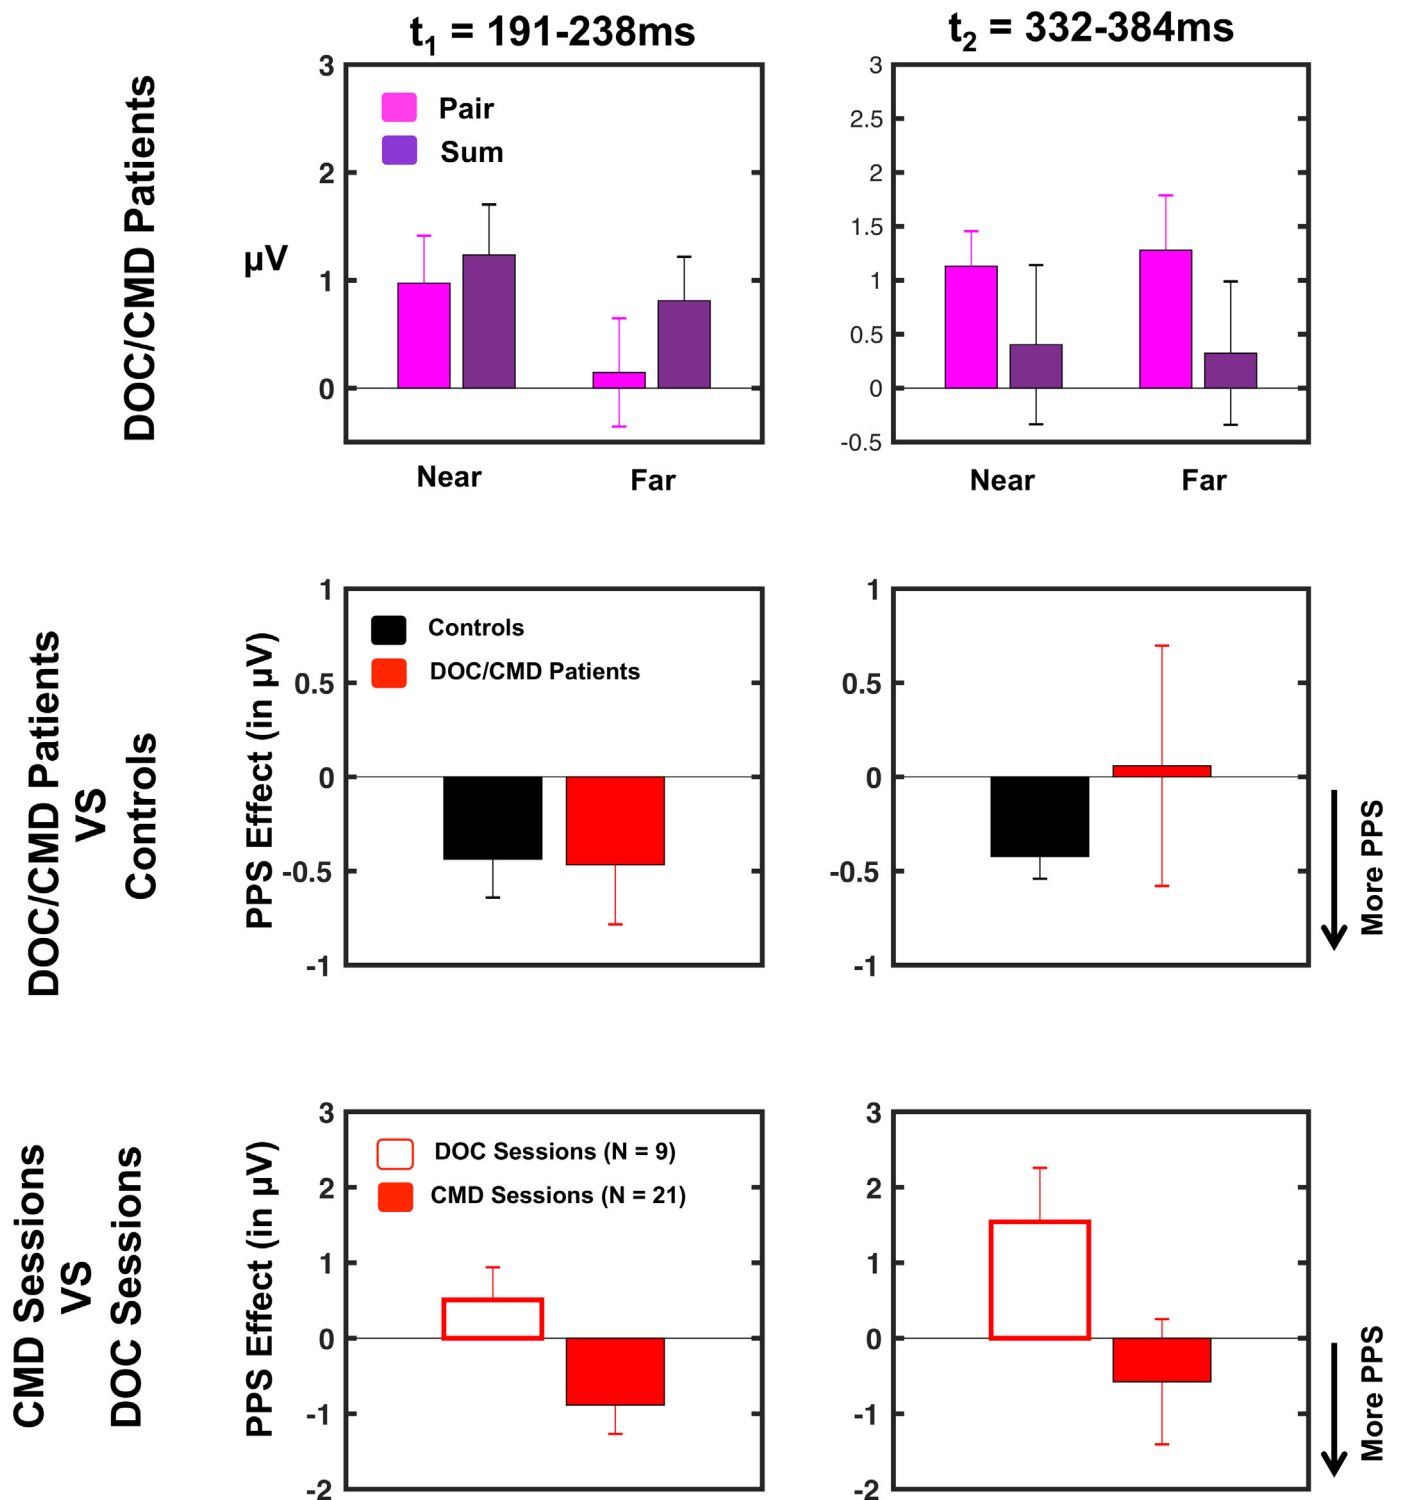 t1 = 191-238ms
t2 = 332-384ms
DOC/CMD Patients
µV
3
2
1
0
Pair
Sum
Near
Far
3
2.5
2
1.5
1
0.5
0
-0.5
Near
Far
DOC/CMD Patients
VS
Controls
PPS Effect (in µV)
1
0.5
0
-0.5
-1
Controls
DOC/CMD Patients
1
0.5
0
-0.5
-1
More PPS
CMD Sessions
VS
DOC Sessions
PPS Effect (in µV)
3
2
1
0
-1
-2
DOC Sessions (N = 9)
CMD Sessions (N = 21)
3
2
1
0
-1
-2
More PPS